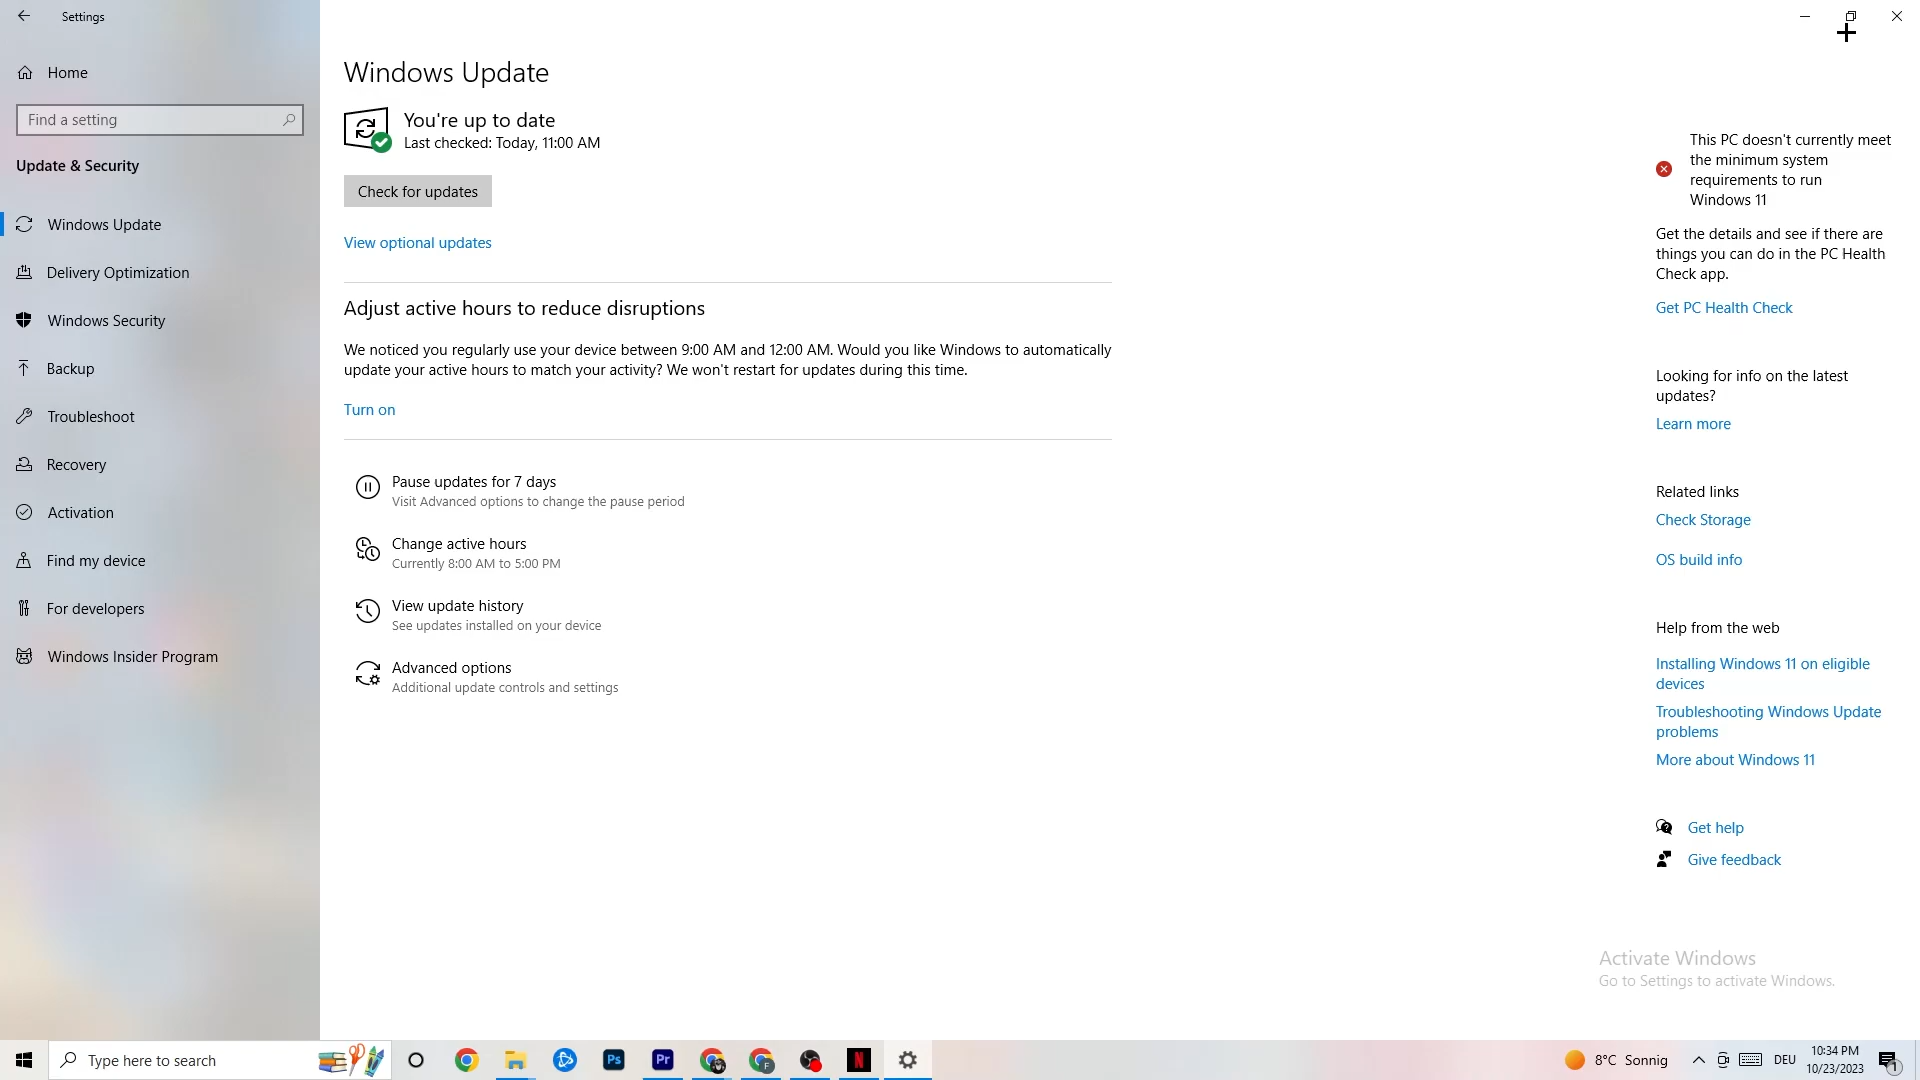 Settings
Home
Find a setting
Update & Security
Windows Update
Delivery Optimization
Windows Security
Backup
Troubleshoot
Recovery
Activation
Find my device
For developers
Windows Insider Program
Windows Update
You're up to date
Last checked: Today, 11:00 AM
Check for updates
View optional updates
Adjust active hours to reduce disruptions
We noticed you regularly use your device between 9:00 AM and 12:00 AM. Would you like Windows to automatically
update your active hours to match your activity? We won't restart for updates during this time.
Turn on
Pause updates for 7 days
Visit Advanced options to change the pause period
Change active hours
Currently 8:00 AM to 5:00 PM
View update history
See updates installed on your device
Advanced options
Additional update controls and settings
This PC doesn't currently meet
the minimum system
requirements to run
Windows 11
Get the details and see if there are
things you can do in the PC Health
Check app.
Get PC Health Check
Looking for info on the latest
updates?
Learn more
Related links
Check Storage
OS build info
Help from the web
Installing Windows 11 on eligible
devices
Troubleshooting Windows Update
problems
More about Windows 11
Get help
Give feedback
Activate Windows
Go to Settings to activate Windows.
Type here to search
Ps
Pr
F
N
8°C Sonnig
DEU
10:34 PM
10/23/2023
1